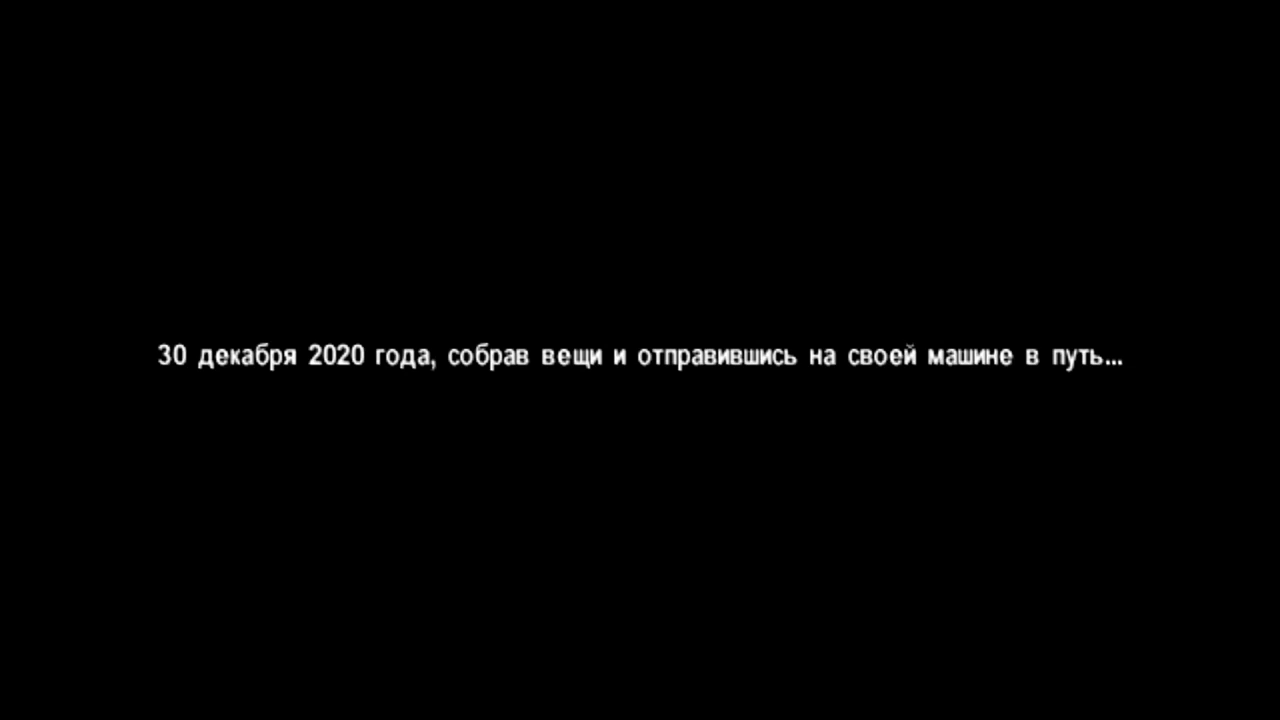 30 декабря 2020 года, собрав вещи и отправившись на своей машине в путь...